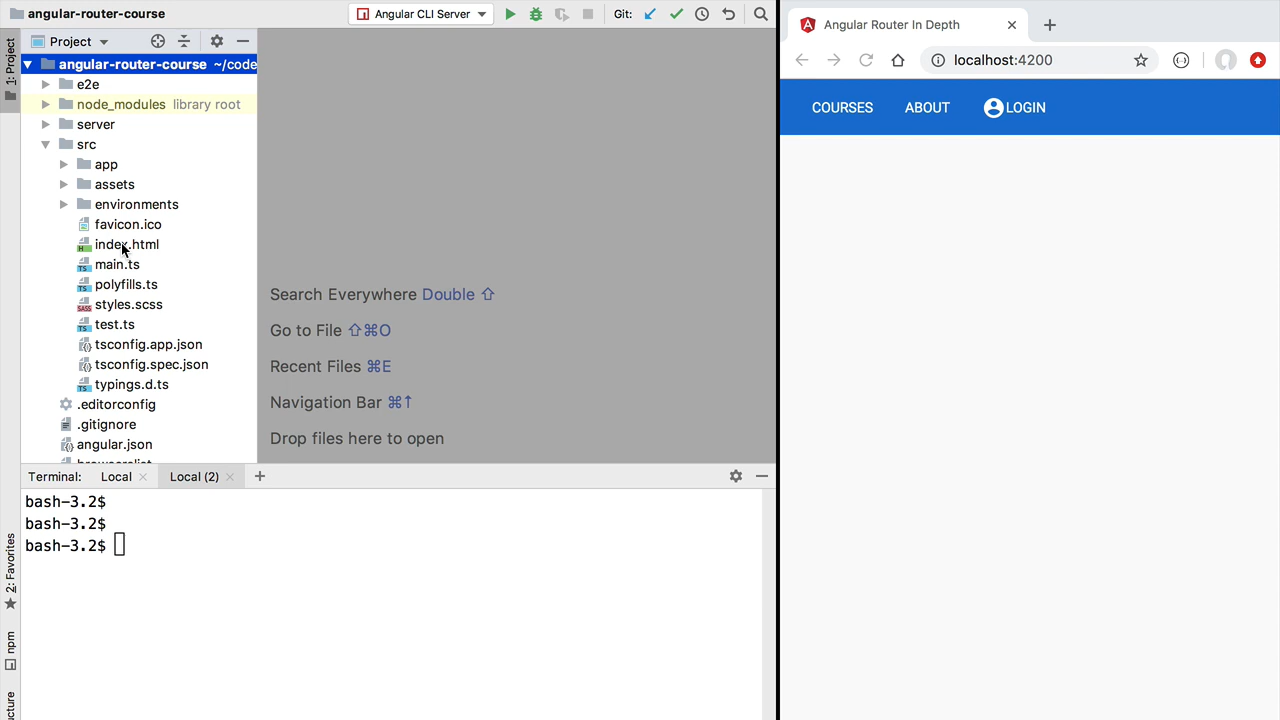 angular-router-course
Angular CLI Server
Git:
1: Project
Project
angular-router-course ~/code
e2e
node_modules library root
server
src
app
assets
environments
favicon.ico
index.html
main.ts
polyfills.ts
styles.scss
test.ts
tsconfig.app.json
tsconfig.spec.json
typings.d.ts
.editorconfig
.gitignore
angular.json
Search Everywhere Double ⇧
Go to File ⇧⌘O
Recent Files ⌘E
Navigation Bar ⌘↑
Drop files here to open
Terminal: Local Local (2)
bash-3.2$
bash-3.2$
bash-3.2$
2: Favorites
npm
Angular Router In Depth
localhost:4200
COURSES ABOUT LOGIN